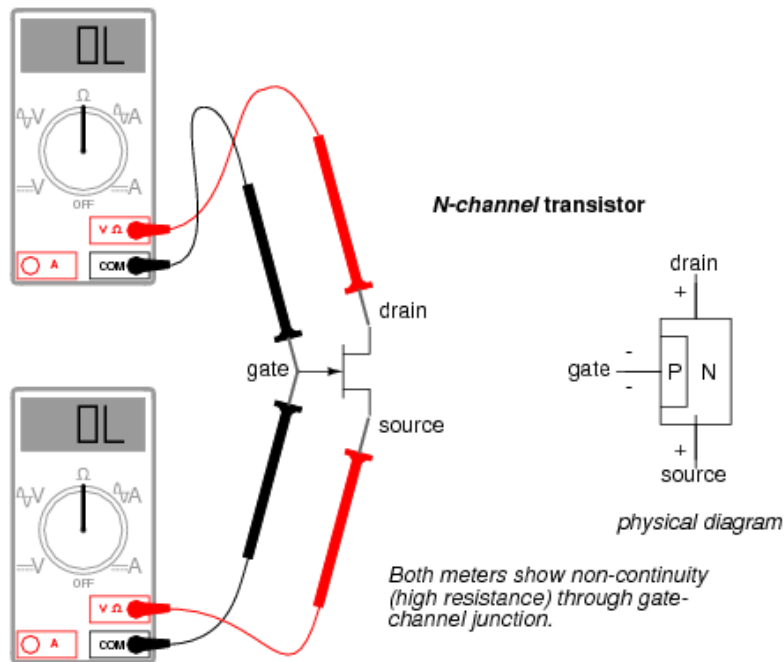 OL
Ω
V
A
V
A
OFF
V Ω
A
COM
N-channel transistor
drain
+
drain
gate
-
gate
-
P N
+
source
source
physical diagram
OL
Ω
V
A
V
A
OFF
V Ω
A
COM
Both meters show non-continuity
(high resistance) through gate-
channel junction.